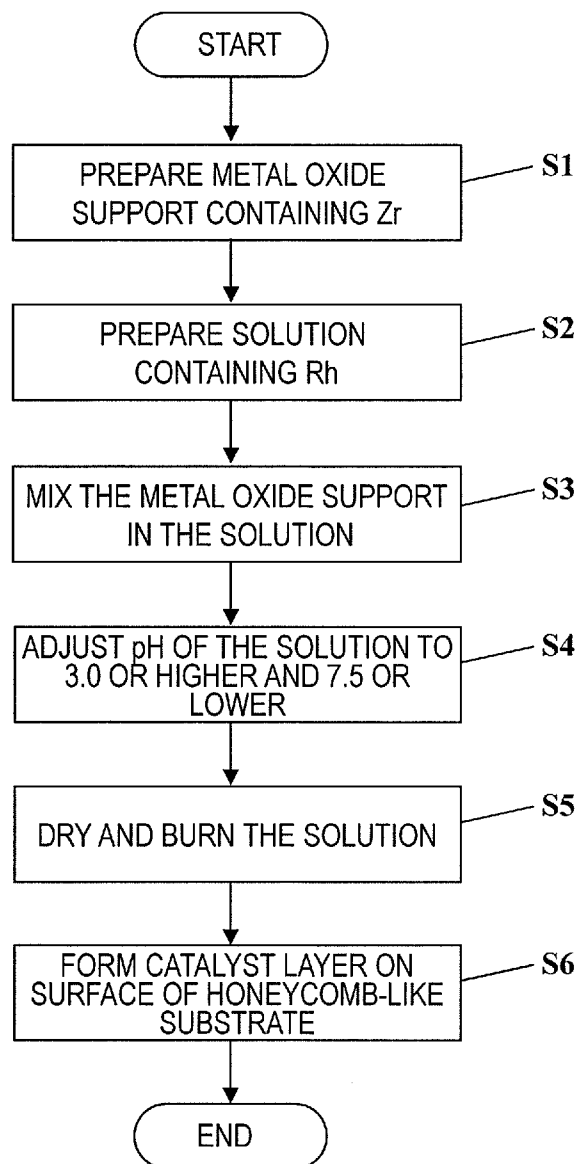 START
PREPARE METAL OXIDE
SUPPORT CONTAINING Zr
S1
PREPARE SOLUTION
CONTAINING Rh
S2
MIX THE METAL OXIDE SUPPORT
IN THE SOLUTION
S3
ADJUST pH OF THE SOLUTION TO
3.0 OR HIGHER AND 7.5 OR
LOWER
S4
DRY AND BURN THE SOLUTION
S5
FORM CATALYST LAYER ON
SURFACE OF HONEYCOMB-LIKE
SUBSTRATE
S6
END